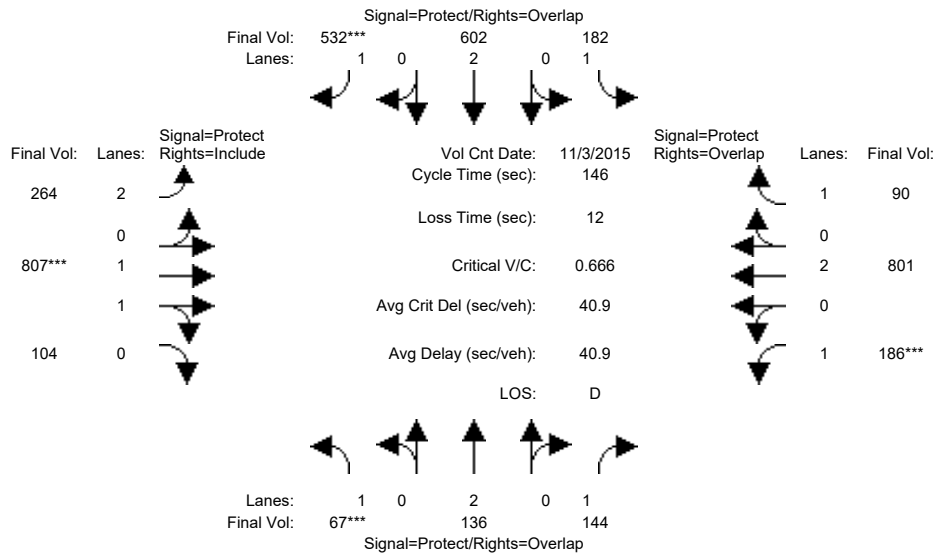 Signal=Protect/Rights=Overlap
Final Vol: 532*** 602 182
Lanes: 1 0 2 0 1
Signal=Protect Signal=Protect
Final Vol: Lanes: Rights=Include Vol Cnt Date: 11/3/2015 Rights=Overlap Lanes: Final Vol:
Cycle Time (sec): 146
264 2 1 90
Loss Time (sec): 12
0 0
807*** 1 Critical V/C: 0.666 2 801
1 Avg Crit Del (sec/veh): 40.9 0
104 0 Avg Delay (sec/veh): 40.9 1 186***
LOS: D
Lanes: 1 0 2 0 1
Final Vol: 67*** 136 144
Signal=Protect/Rights=Overlap